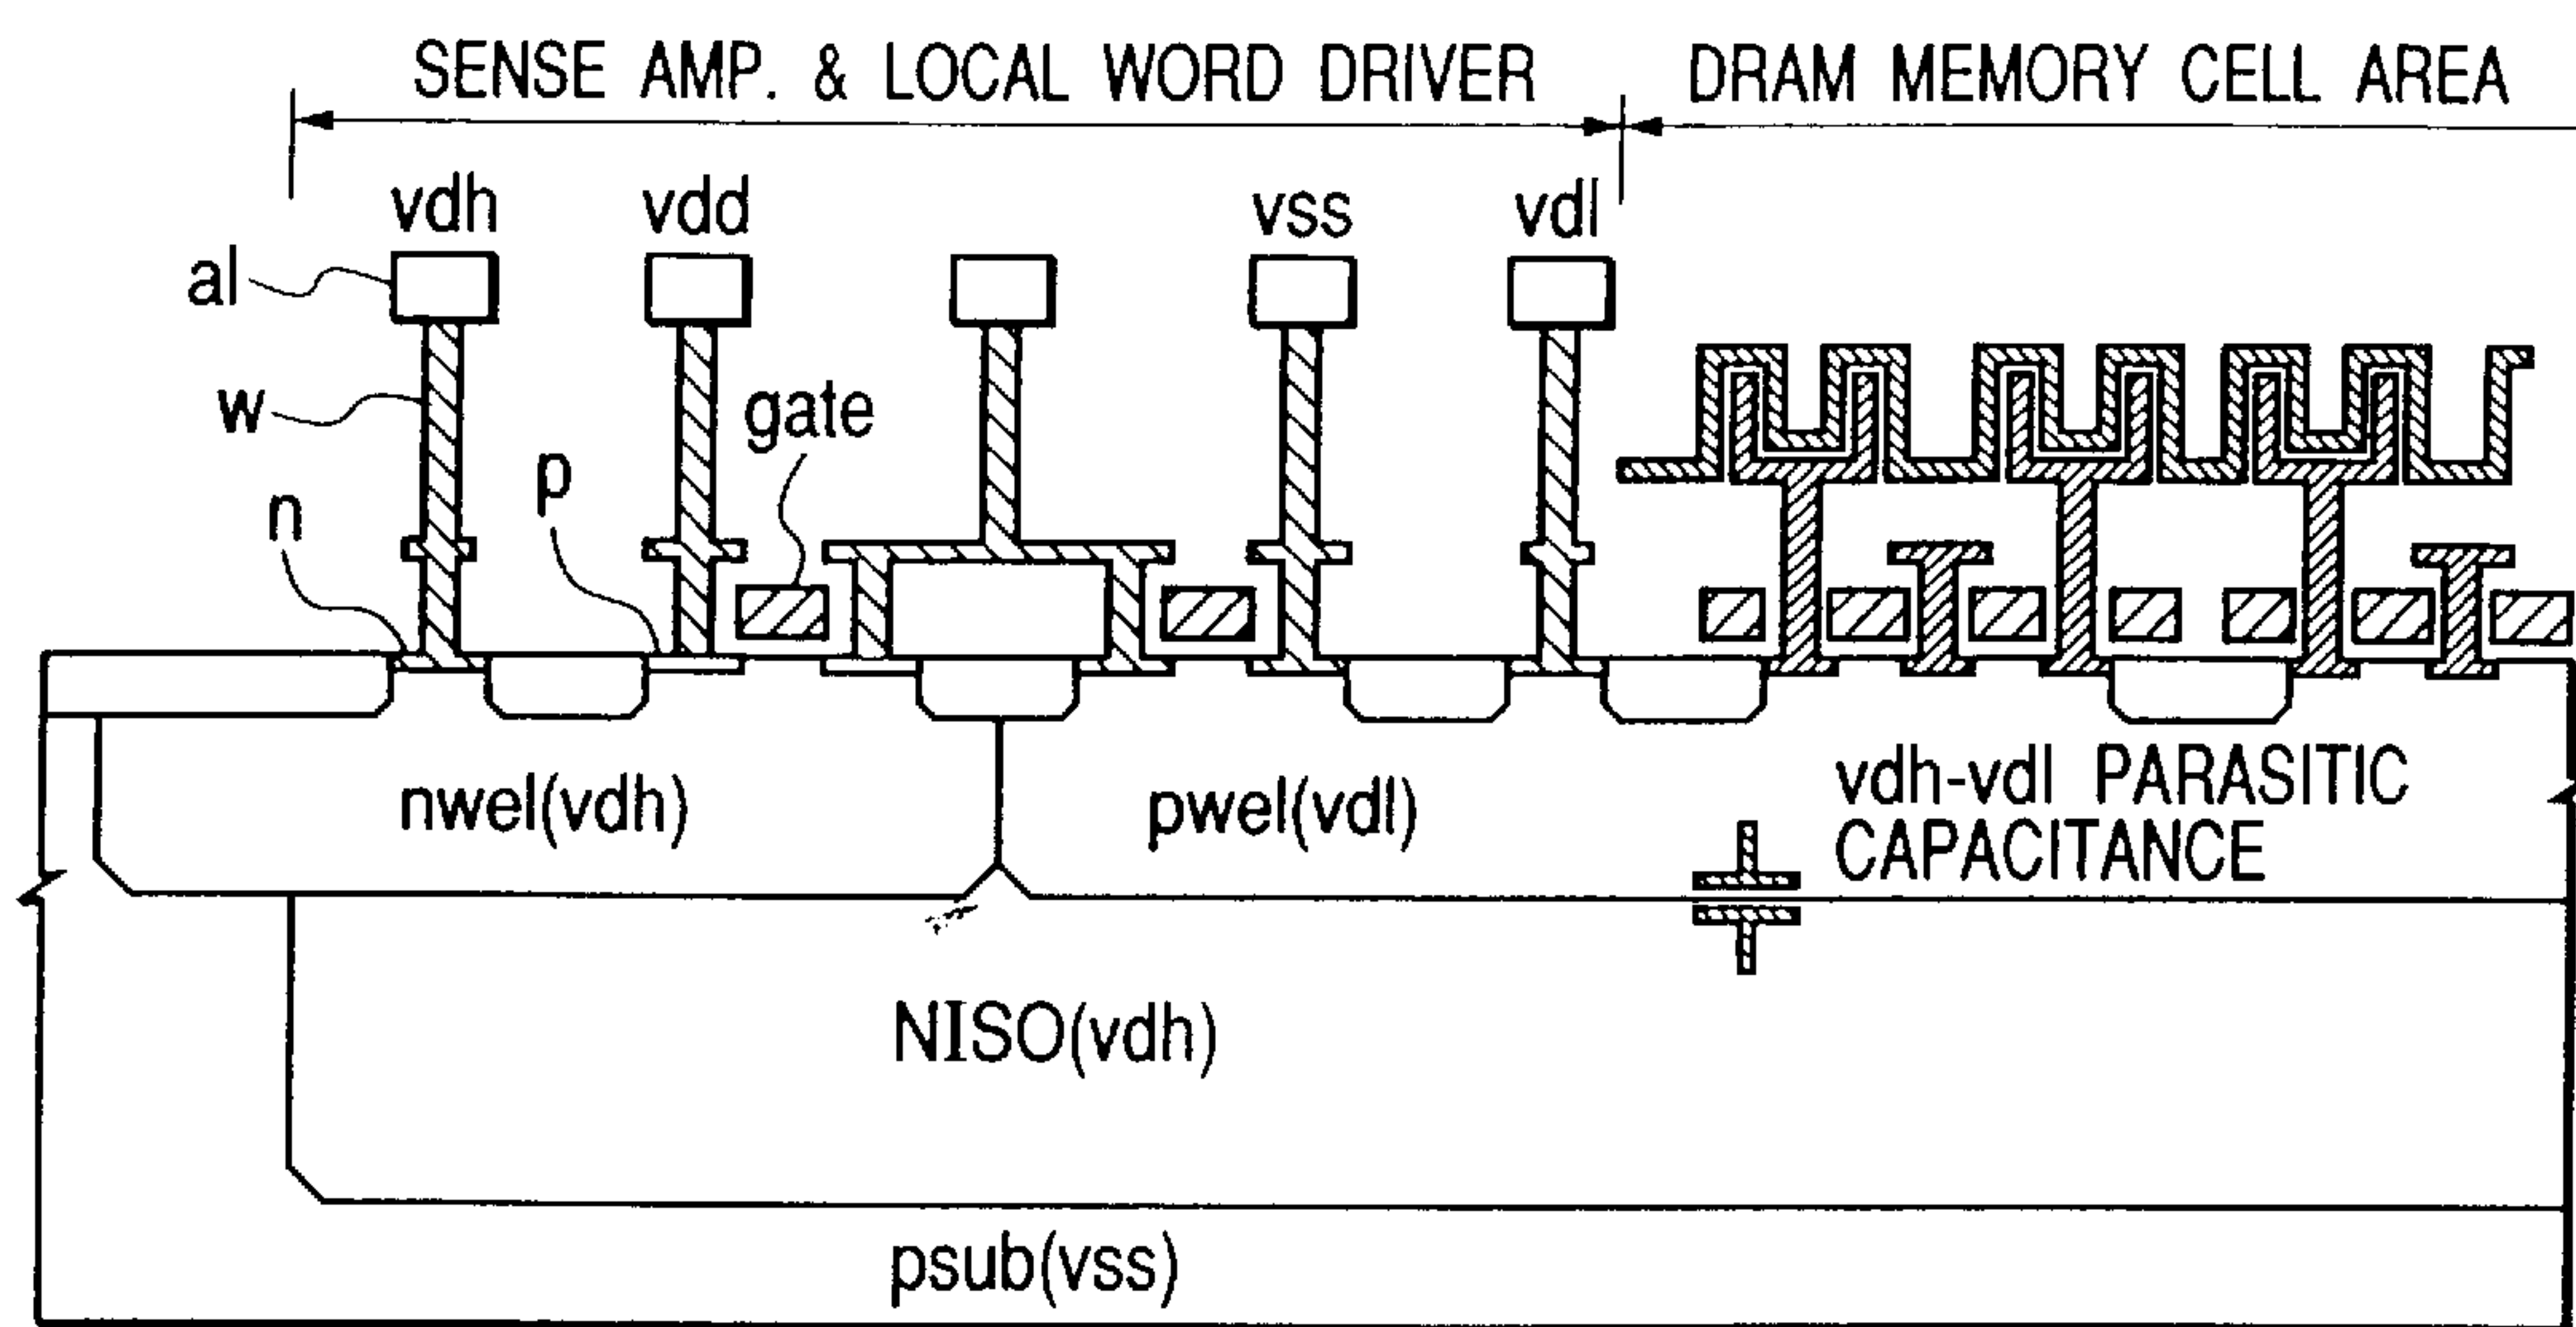 SENSE AMP. & LOCAL WORD DRIVER
DRAM MEMORY CELL AREA
vdh
vdd
vss
vdl
al
w
gate
n
p
nwel(vdh)
pwel(vdl)
vdh-vdl PARASITIC
CAPACITANCE
NISO(vdh)
psub(vss)